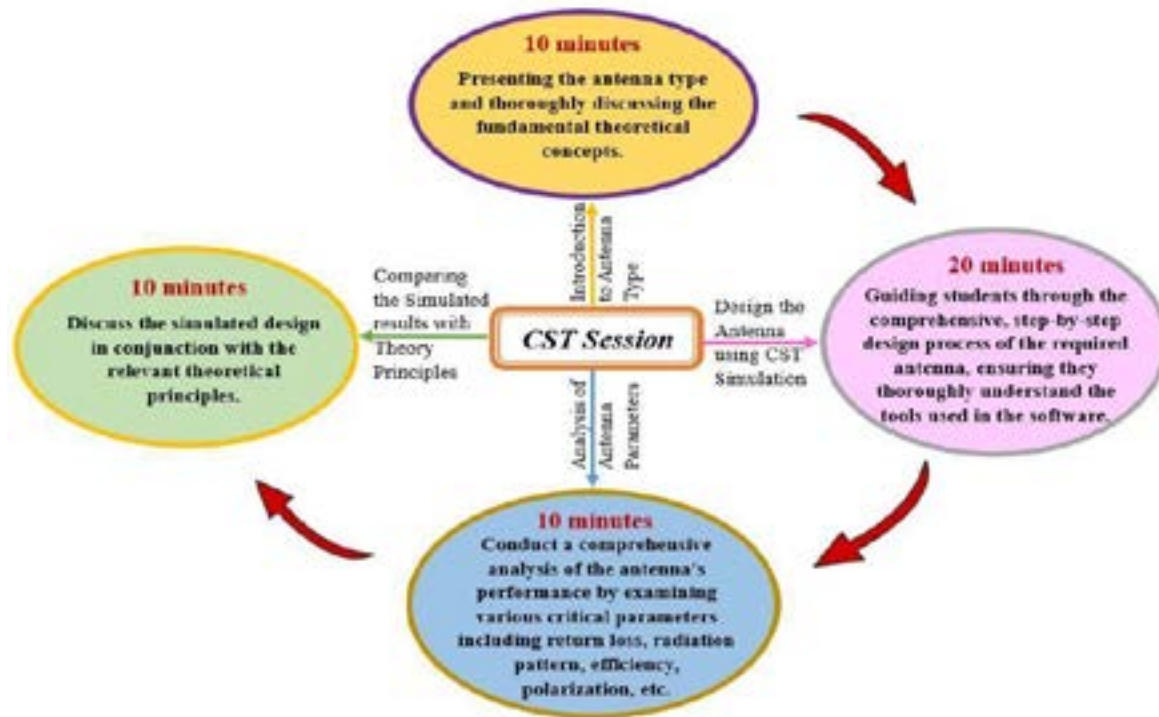 10 minutes
Presenting the antenna type
and thoroughly discussing the
fundamental theoretical
concepts.
Introduction
to Antenna
Type
10 minutes
Discuss the simulated design
in conjunction with the
relevant theoretical
principles.
Comparing
the Simulated
results with
Theory
Principles
CST Session
Design the
Antenna
using CST
Simulation
20 minutes
Guiding students through the
comprehensive, step-by-step
design process of the required
antenna, ensuring they
thoroughly understand the
tools used in the software.
Analysis of
Antenna
Parameters
10 minutes
Conduct a comprehensive
analysis of the antenna's
performance by examining
various critical parameters
including return loss, radiation
pattern, efficiency,
polarization, etc.